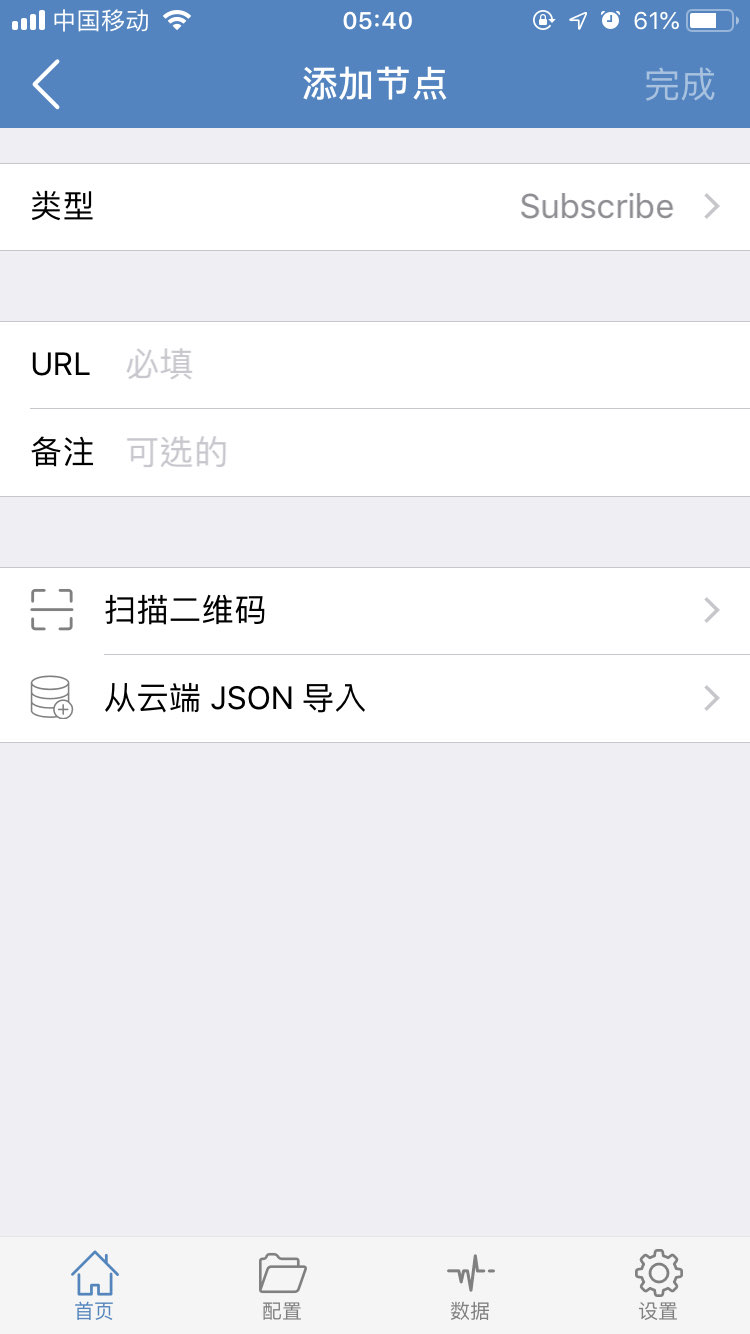 中国移动 05:40 61%
添加节点 完成
类型 Subscribe
URL 必填
备注 可选的
扫描二维码
从云端 JSON 导入
首页 配置 数据 设置